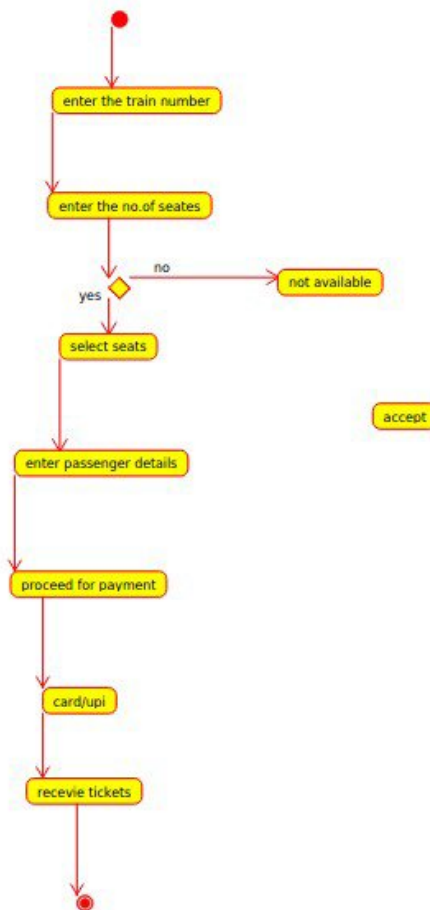 enter the train number
enter the no.of seates
no
not available
yes
select seats
accept
enter passenger details
proceed for payment
card/upi
recevie tickets